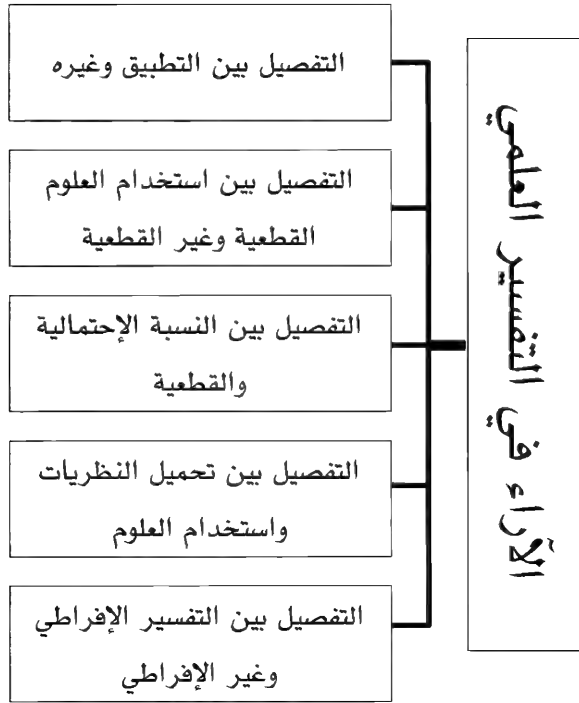 الآراء في التفسير العلمي
التفصيل بين التطبيق وغيره
التفصيل بين استخدام العلوم
القطعية وغير القطعية
التفصيل بين النسبة الإحتمالية
والقطعية
التفصيل بين تحميل النظريات
واستخدام العلوم
التفصيل بين التفسير الإفراطي
وغير الإفراطي